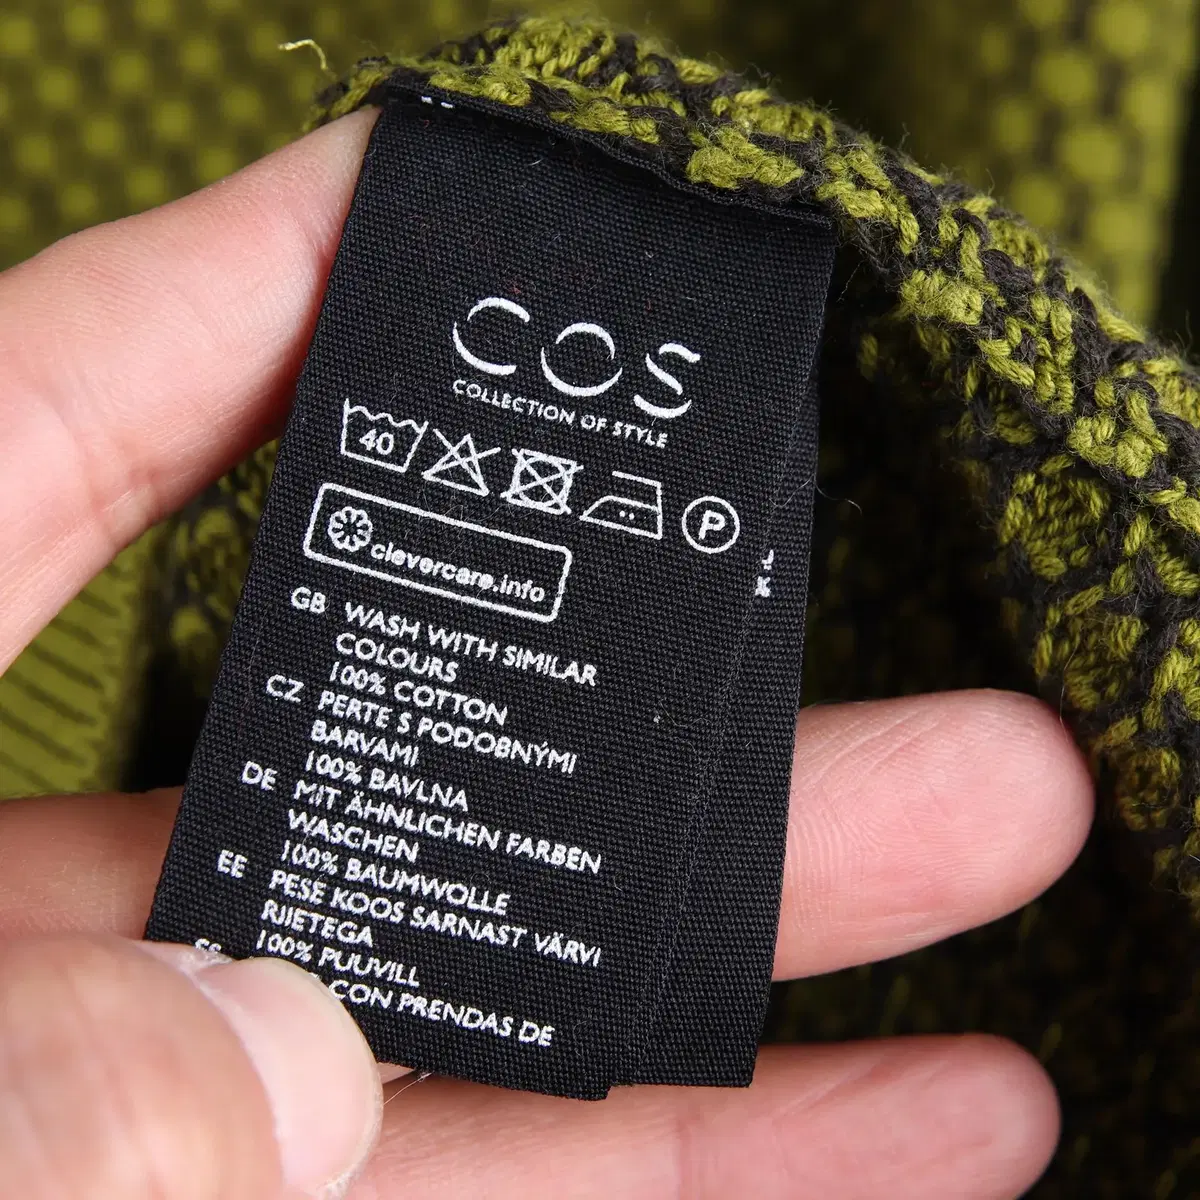 COS
COLLECTION OF STYLE
40
P
clevercare.info
GB WASH WITH SIMILAR
COLOURS
100% COTTON
CZ PERTE S PODOBNÝMI
BARVAMI
100% BAVLNA
DE MIT ÄHNLICHEN FARBEN
WASCHEN
100% BAUMWOLLE
EE PESE KOOS SARNAST VÄRVI
RIIETEGA
100% PUUVILL
CON PRENDAS DE